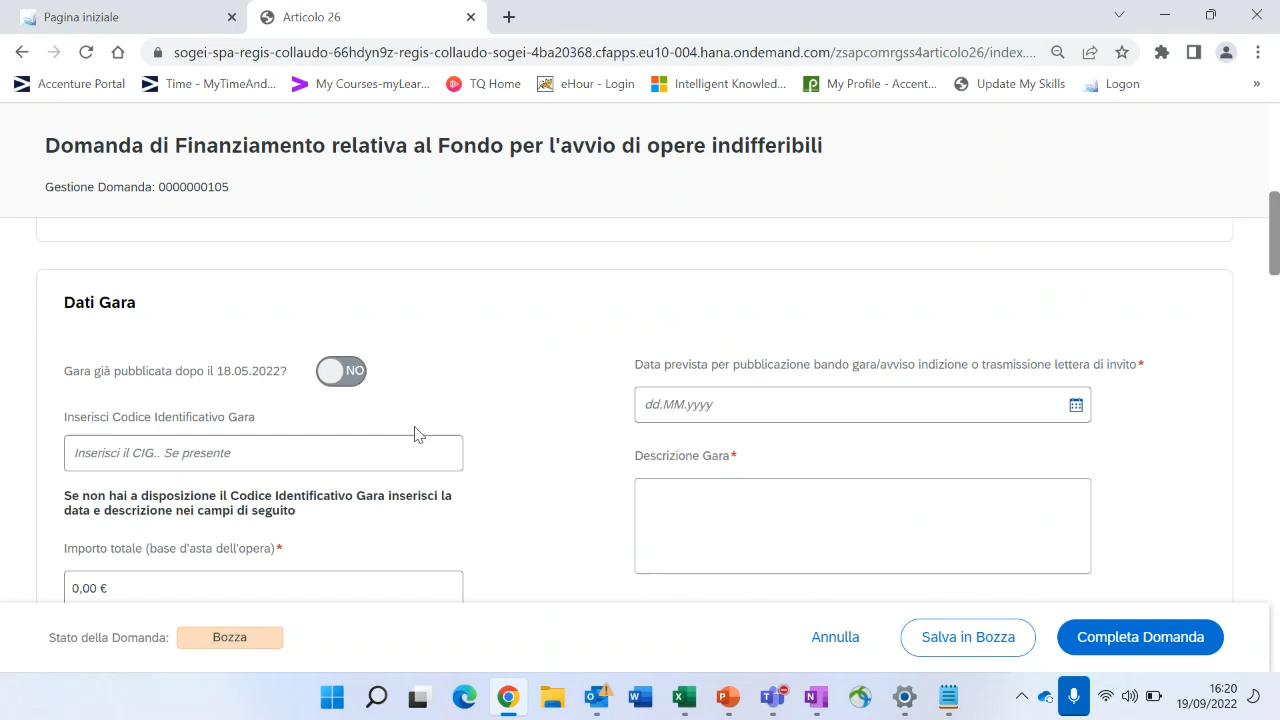 Pagina iniziale
Articolo 26
sogei-spa-regis-collaudo-66hdyn9z-regis-collaudo-sogei-4ba20368.cfapps.eu10-004.hana.ondemand.com/zsapcomrgss4articolo26/index....
Accenture Portal
Time - MyTimeAnd...
My Courses-myLear...
TQ Home
eHour - Login
Intelligent Knowled...
My Profile - Accent...
Update My Skills
Logon
»
Domanda di Finanziamento relativa al Fondo per l'avvio di opere indifferibili
Gestione Domanda: 0000000105
Dati Gara
Gara già pubblicata dopo il 18.05.2022?
NO
Inserisci Codice Identificativo Gara
Inserisci il CIG.. Se presente
Se non hai a disposizione il Codice Identificativo Gara inserisci la
data e descrizione nei campi di seguito
Importo totale (base d'asta dell'opera)*
0,00 €
Data prevista per pubblicazione bando gara/avviso indizione o trasmissione lettera di invito*
dd.MM.yyyy
Descrizione Gara*
Stato della Domanda:
Bozza
Annulla
Salva in Bozza
Completa Domanda
16:20
19/09/2022